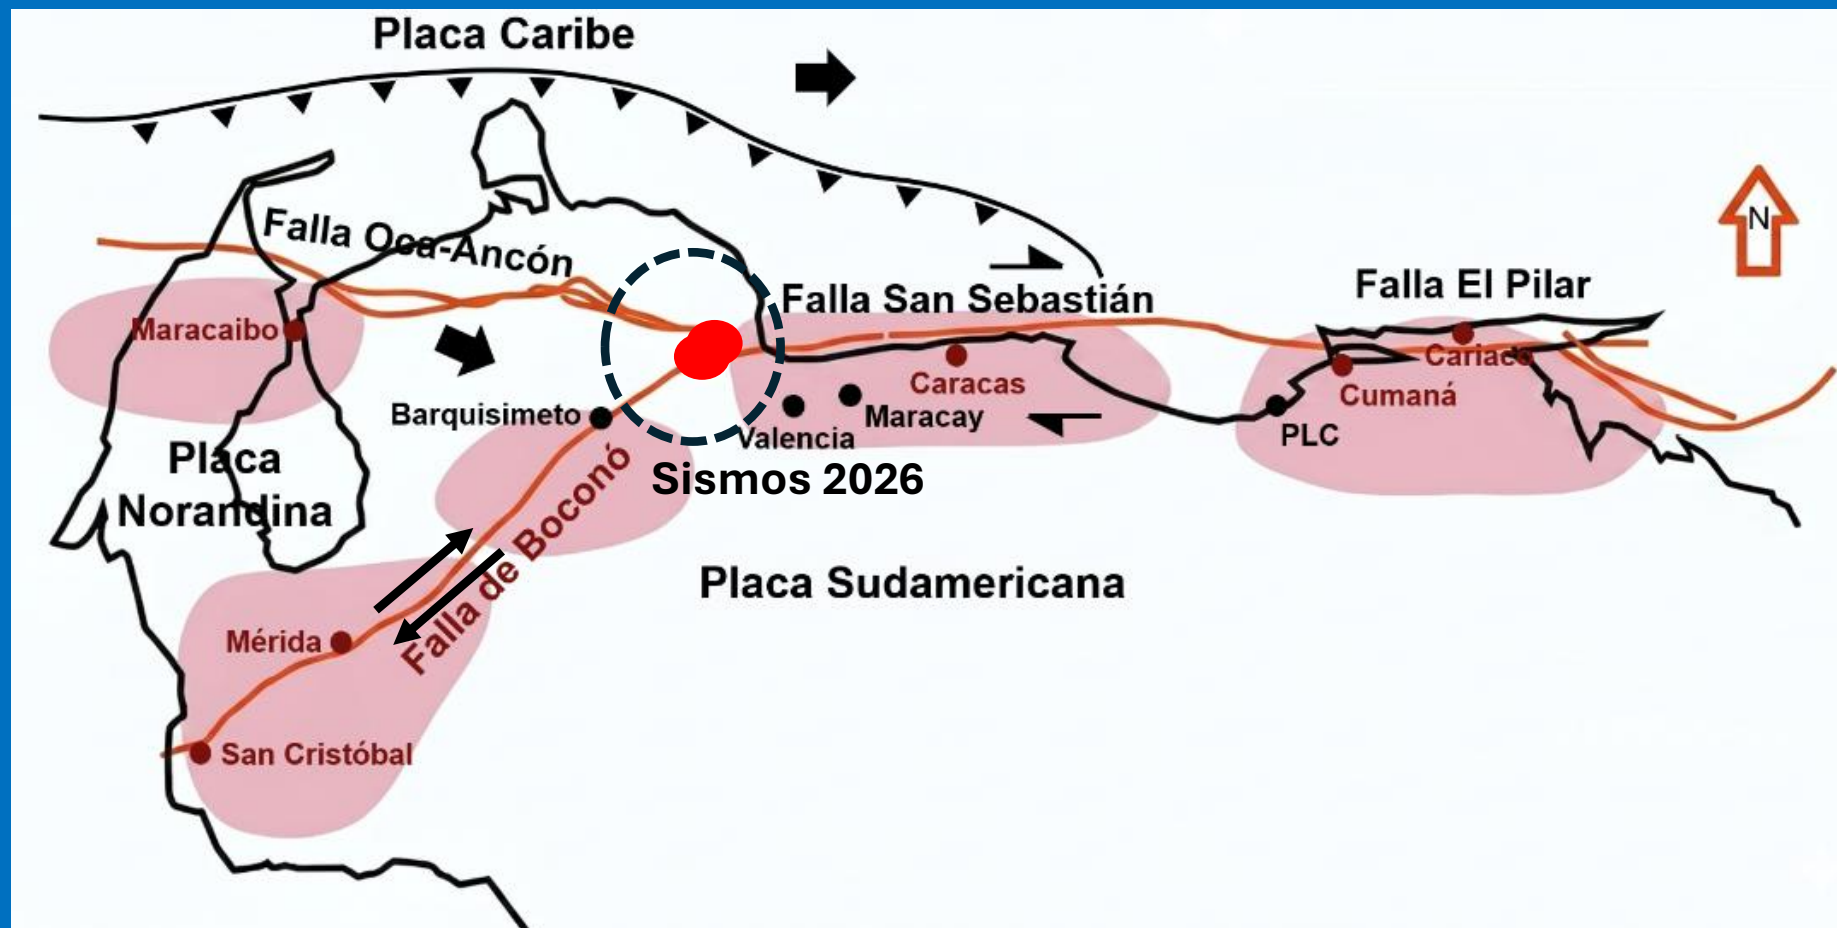 Placa Caribe
N
Falla Oca-Ancón
Falla San Sebastián
Falla El Pilar
Maracaibo
Cariaco
Caracas
Cumaná
Barquisimeto
Maracay
Valencia
PLC
Placa
Norandina
Sismos 2026
Falla de Boconó
Placa Sudamericana
Mérida
San Cristóbal